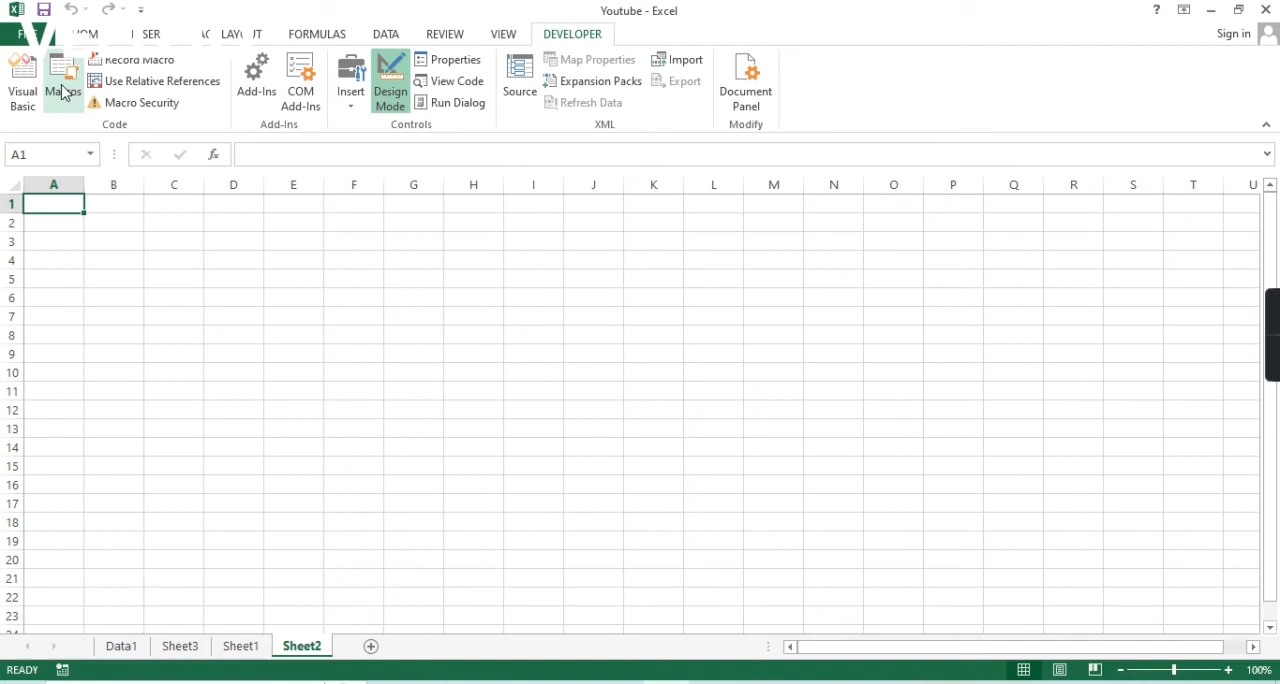 Youtube - Excel
?
FORMULAS DATA REVIEW VIEW DEVELOPER
Sign in
Visual Basic
Macros
Record Macro
Use Relative References
Macro Security
Code
Add-Ins
COM Add-Ins
Add-Ins
Insert
Design Mode
Properties
View Code
Run Dialog
Controls
Source
Map Properties
Expansion Packs
Refresh Data
Import
Export
XML
Document Panel
Modify
A1
fx
A B C D E F G H I J K L M N O P Q R S T U
1
2
3
4
5
6
7
8
9
10
11
12
13
14
15
16
17
18
19
20
21
22
23
Data1 Sheet3 Sheet1 Sheet2
READY
100%